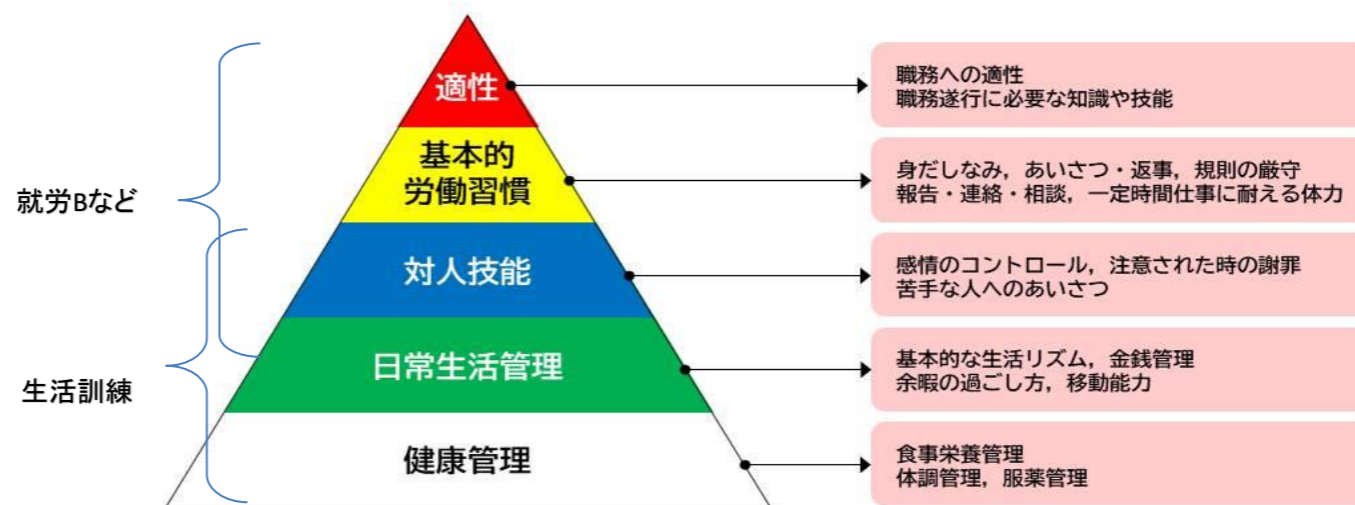 適性
職務への適性
職務遂行に必要な知識や技能
基本的
労働習慣
身だしなみ，あいさつ・返事，規則の厳守
報告・連絡・相談，一定時間仕事に耐える体力
就労Bなど
対人技能
感情のコントロール，注意された時の謝罪
苦手な人へのあいさつ
日常生活管理
基本的な生活リズム，金銭管理
余暇の過ごし方，移動能力
生活訓練
健康管理
食事栄養管理
体調管理，服薬管理